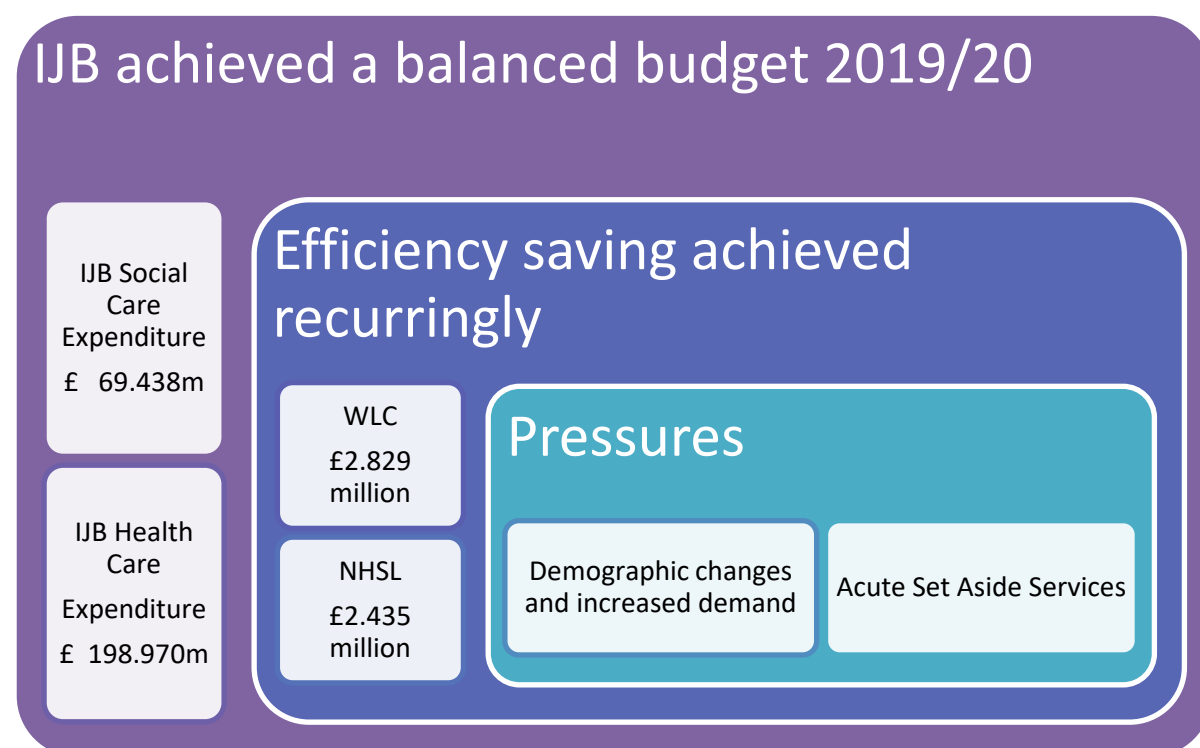 IJB achieved a balanced budget 2019/20
IJB Social
Care
Expenditure
£ 69.438m
IJB Health
Care
Expenditure
£ 198.970m
Efficiency saving achieved
recurringly
WLC
£2.829
million
NHSL
£2.435
million
Pressures
Demographic changes
and increased demand
Acute Set Aside Services